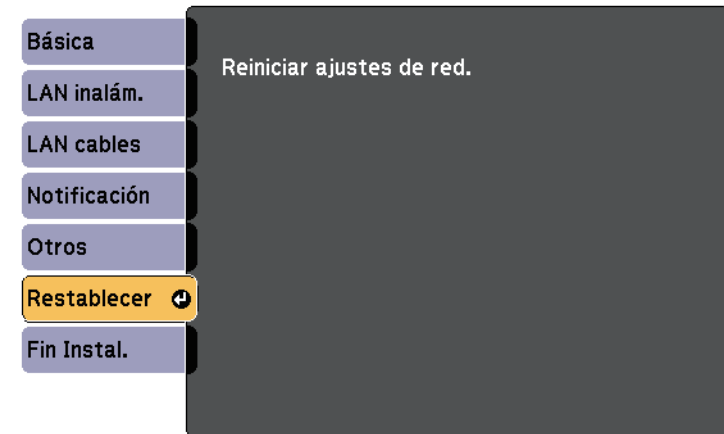 Básica
LAN inalám.
LAN cables
Notificación
Otros
Restablecer
Fin Instal.
Reiniciar ajustes de red.